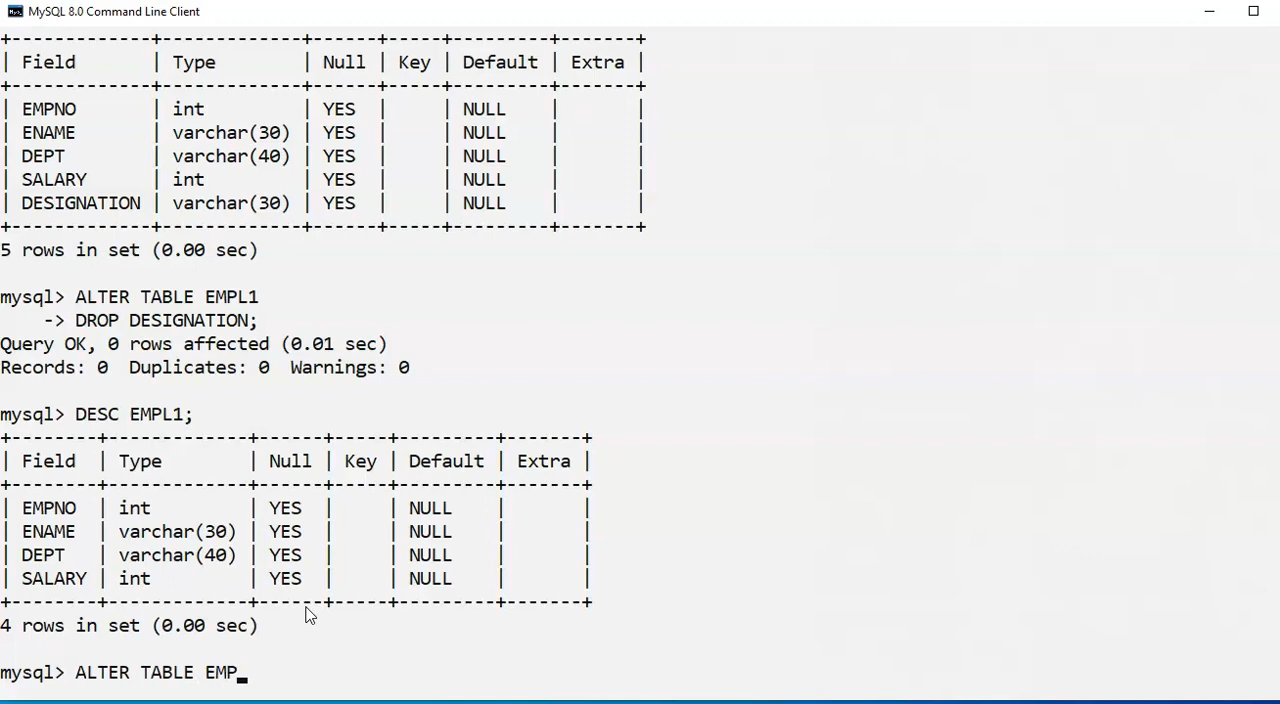 MySQL 8.0 Command Line Client
+-------------+-------------+------+-----+---------+-------+
| Field       | Type        | Null | Key | Default | Extra |
+-------------+-------------+------+-----+---------+-------+
| EMPNO       | int         | YES  |     | NULL    |       |
| ENAME       | varchar(30) | YES  |     | NULL    |       |
| DEPT        | varchar(40) | YES  |     | NULL    |       |
| SALARY      | int         | YES  |     | NULL    |       |
| DESIGNATION | varchar(30) | YES  |     | NULL    |       |
+-------------+-------------+------+-----+---------+-------+
5 rows in set (0.00 sec)
mysql> ALTER TABLE EMPL1
    -> DROP DESIGNATION;
Query OK, 0 rows affected (0.01 sec)
Records: 0  Duplicates: 0  Warnings: 0
mysql> DESC EMPL1;
+--------+-------------+------+-----+---------+-------+
| Field  | Type        | Null | Key | Default | Extra |
+--------+-------------+------+-----+---------+-------+
| EMPNO  | int         | YES  |     | NULL    |       |
| ENAME  | varchar(30) | YES  |     | NULL    |       |
| DEPT   | varchar(40) | YES  |     | NULL    |       |
| SALARY | int         | YES  |     | NULL    |       |
+--------+-------------+------+-----+---------+-------+
4 rows in set (0.00 sec)
mysql> ALTER TABLE EMP